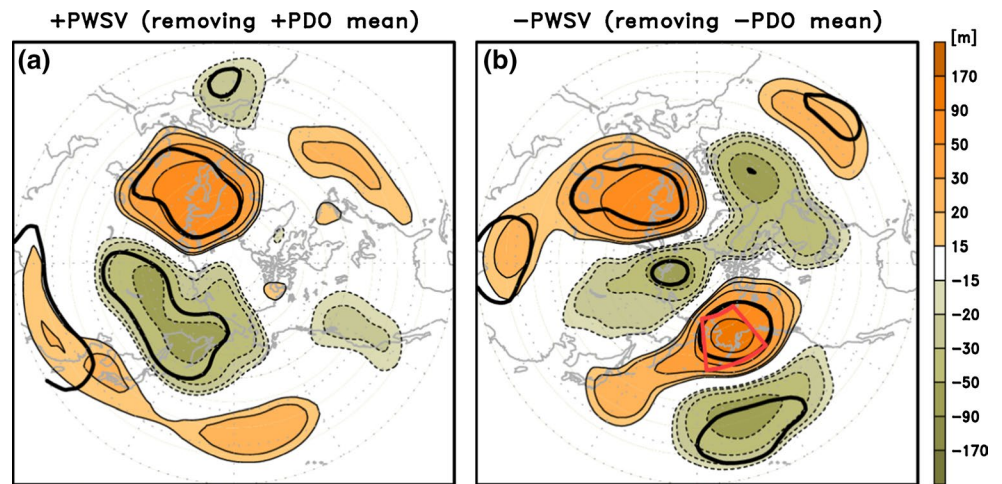 +PWSV (removing +PDO mean)
-PWSV (removing -PDO mean)
(a)
(b)
[m]
170
90
50
30
20
15
-15
-20
-30
-50
-90
-170